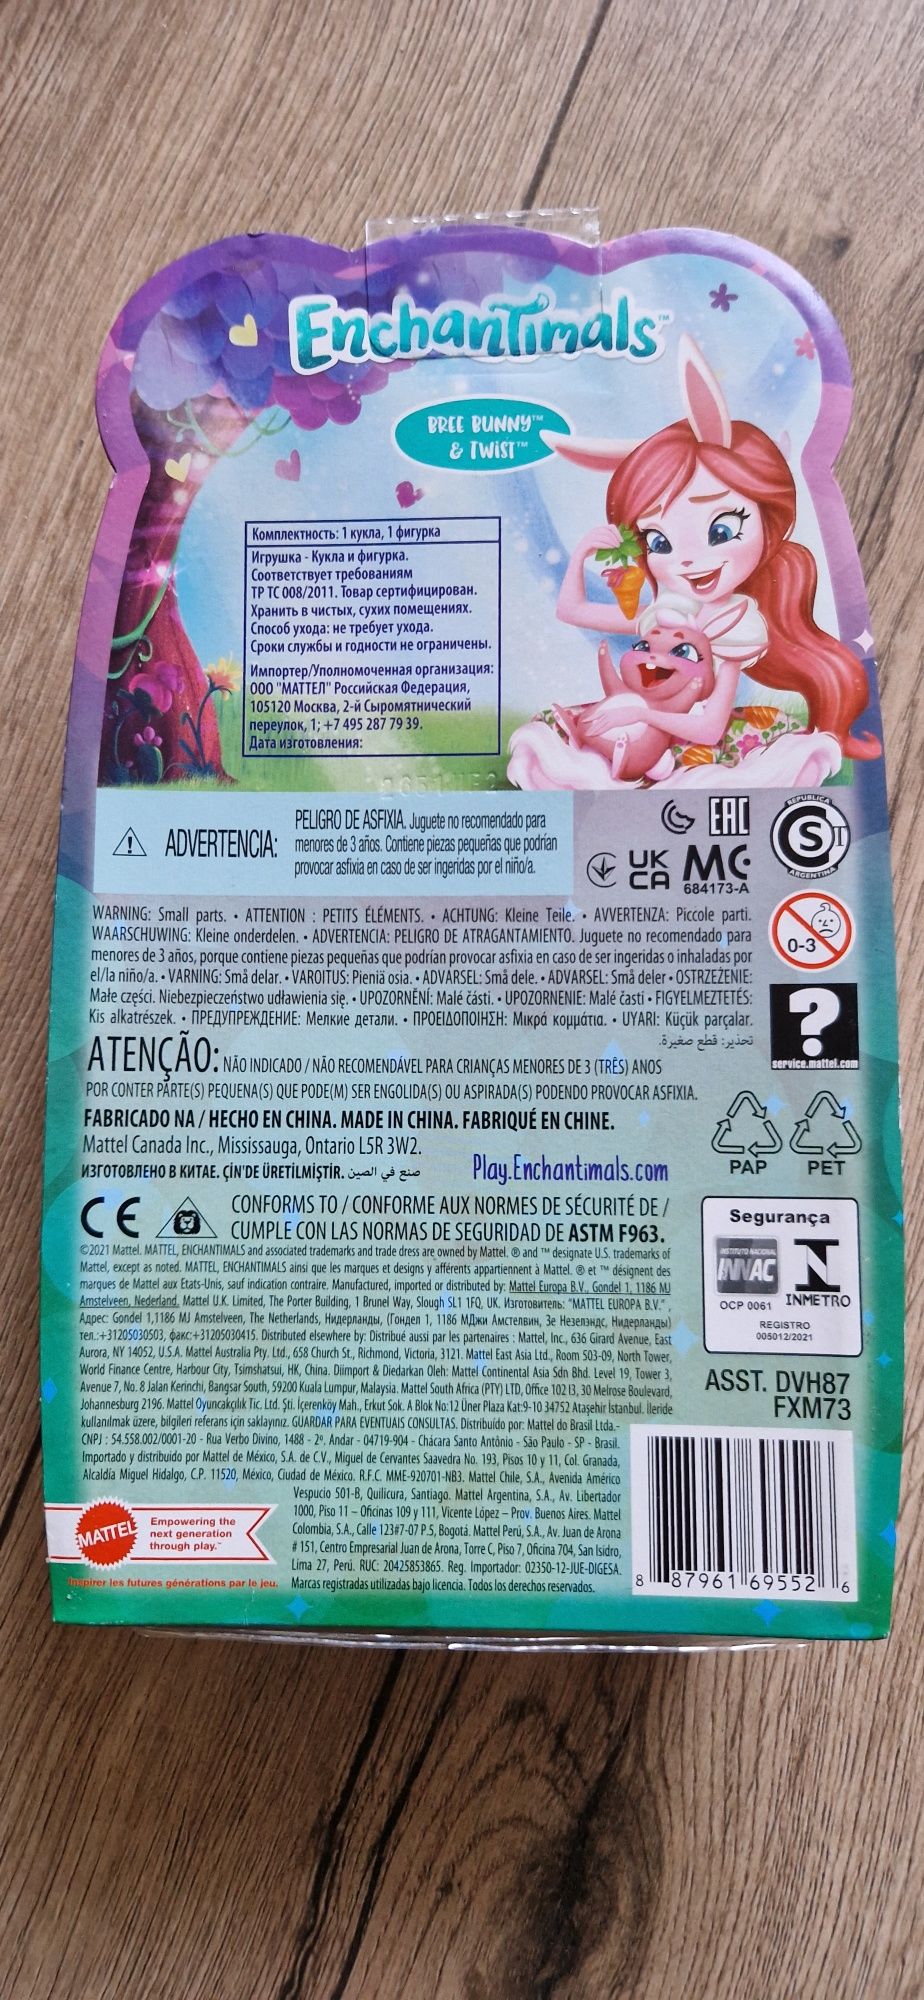 Enchantimals™
BREE BUNNY™
& TWIST™
Комплектность: 1 кукла, 1 фигурка
Игрушка - Кукла и фигурка.
Соответствует требованиям
ТР ТС 008/2011. Товар сертифицирован.
Хранить в чистых, сухих помещениях.
Способ ухода: не требует ухода.
Сроки службы и годности не ограничены.
Импортер/Уполномоченная организация:
ООО "МАТТЕЛ" Российская Федерация,
105120 Москва, 2-й Сыромятнический
переулок, 1; +7 495 287 79 39.
Дата изготовления:
ADVERTENCIA:
PELIGRO DE ASFIXIA. Juguete no recomendado para
menores de 3 años. Contiene piezas pequeñas que podrían
provocar asfixia en caso de ser ingeridas por el niño/a.
EAC
UK
CA
684173-A
REPUBLICA
S T
ARGENTINA
WARNING: Small parts. • ATTENTION : PETITS ÉLÉMENTS. • ACHTUNG: Kleine Teile. • AVVERTENZA: Piccole parti.
WAARSCHUWING: Kleine onderdelen. • ADVERTENCIA: PELIGRO DE ATRAGANTAMIENTO. Juguete no recomendado para
menores de 3 años, porque contiene piezas pequeñas que podrían provocar asfixia en caso de ser ingeridas o inhaladas por
el/la niño/a. • VARNING: Små delar. • VAROITUS: Pieniä osia. • ADVARSEL: Små dele. • ADVARSEL: Små deler • OSTRZEŻENIE:
Małe części. Niebezpieczeństwo udławienia się. • UPOZORNĚNÍ: Malé části. • UPOZORNENIE: Malé časti • FIGYELMEZTETÉS:
Kis alkatrészek. • ПРЕДУПРЕЖДЕНИЕ: Мелкие детали. • ΠΡΟΕΙΔΟΠΟΙΗΣΗ: Μικρά κομμάτια. • UYARI: Küçük parçalar.
تحذير: قطع صغيرة.
0-3
?
service.mattel.com
ATENÇÃO: NÃO INDICADO / NÃO RECOMENDÁVEL PARA CRIANÇAS MENORES DE 3 (TRÊS) ANOS
POR CONTER PARTE(S) PEQUENA(S) QUE PODE(M) SER ENGOLIDA(S) OU ASPIRADA(S) PODENDO PROVOCAR ASFIXIA.
FABRICADO NA / HECHO EN CHINA. MADE IN CHINA. FABRIQUÉ EN CHINE.
Mattel Canada Inc., Mississauga, Ontario L5R 3W2.
ИЗГОТОВЛЕНО В КИТАЕ. ÇİN'DE ÜRETİLMİŞTİR. صنع في الصين
Play.Enchantimals.com
PAP
PET
CE
CONFORMS TO / CONFORME AUX NORMES DE SÉCURITÉ DE /
CUMPLE CON LAS NORMAS DE SEGURIDAD DE ASTM F963.
©2021 Mattel. MATTEL, ENCHANTIMALS and associated trademarks and trade dress are owned by Mattel. ® and ™ designate U.S. trademarks of
Mattel, except as noted. MATTEL, ENCHANTIMALS ainsi que les marques et designs y afférents appartiennent à Mattel. ® et ™ désignent des
marques de Mattel aux États-Unis, sauf indication contraire. Manufactured, imported or distributed by: Mattel Europa B.V., Gondel 1, 1186 MJ
Amstelveen, Nederland. Mattel U.K. Limited, The Porter Building, 1 Brunel Way, Slough SL1 1FQ, UK. Изготовитель: "MATTEL EUROPA B.V.",
Адрес: Gondel 1,1186 MJ Amstelveen, The Netherlands, Нидерланды, (Гондел 1, 1186 МДжи Амстелвин, Зе Незелэндс, Нидерланды)
тел.:+31205030503, факс:+31205030415. Distributed elsewhere by: Distribué aussi par les partenaires : Mattel, Inc., 636 Girard Avenue, East
Aurora, NY 14052, U.S.A. Mattel Australia Pty. Ltd., 658 Church St., Richmond, Victoria, 3121. Mattel East Asia Ltd., Room 503-09, North Tower,
World Finance Centre, Harbour City, Tsimshatsui, HK, China. Diimport & Diedarkan Oleh: Mattel Continental Asia Sdn Bhd. Level 19, Tower 3,
Avenue 7, No. 8 Jalan Kerinchi, Bangsar South, 59200 Kuala Lumpur, Malaysia. Mattel South Africa (PTY) LTD, Office 102 I3, 30 Melrose Boulevard,
Johannesburg 2196. Mattel Oyuncakçılık Tic. Ltd. Şti. İçerenköy Mah., Erkut Sok. A Blok No:12 Üner Plaza Kat:9-10 34752 Ataşehir İstanbul. İleride
kullanılmak üzere, bilgileri referans için saklayınız. GUARDAR PARA EVENTUAIS CONSULTAS. Distribuído por: Mattel do Brasil Ltda.-
CNPJ : 54.558.002/0001-20 - Rua Verbo Divino, 1488 - 2º. Andar - 04719-904 - Chácara Santo Antônio - São Paulo - SP - Brasil.
Importado y distribuido por Mattel de México, S.A. de C.V., Miguel de Cervantes Saavedra No. 193, Pisos 10 y 11, Col. Granada,
Alcaldía Miguel Hidalgo, C.P. 11520, México, Ciudad de México. R.F.C. MME-920701-NB3. Mattel Chile, S.A., Avenida Américo
Vespucio 501-B, Quilicura, Santiago. Mattel Argentina, S.A., Av. Libertador
1000, Piso 11 – Oficinas 109 y 111, Vicente López – Prov. Buenos Aires. Mattel
Colombia, S.A., Calle 123#7-07 P.5, Bogotá. Mattel Perú, S.A., Av. Juan de Arona
# 151, Centro Empresarial Juan de Arona, Torre C, Piso 7, Oficina 704, San Isidro,
Lima 27, Perú. RUC: 20425853865. Reg. Importador: 02350-12-JUE-DIGESA.
Marcas registradas utilizadas bajo licencia. Todos los derechos reservados.
Segurança
INSTITUTO NACIONAL
INNAC
OCP 0061
INMETRO
REGISTRO
005012/2021
ASST. DVH87
FXM73
MATTEL
Empowering the
next generation
through play.™
Inspirer les futures générations par le jeu.
8 87961 69552 6